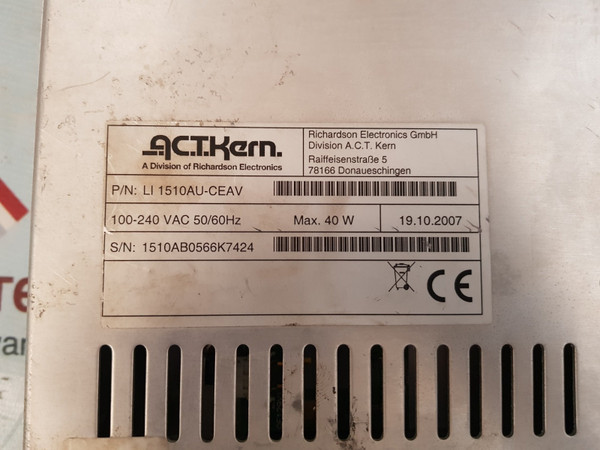 A.C.T.Kern.
A Division of Richardson Electronics
Richardson Electronics GmbH
Division A.C.T. Kern
Raiffeisenstraße 5
78166 Donaueschingen
P/N: LI 1510AU-CEAV
100-240 VAC 50/60Hz
Max. 40 W
19.10.2007
S/N: 1510AB0566K7424
CE